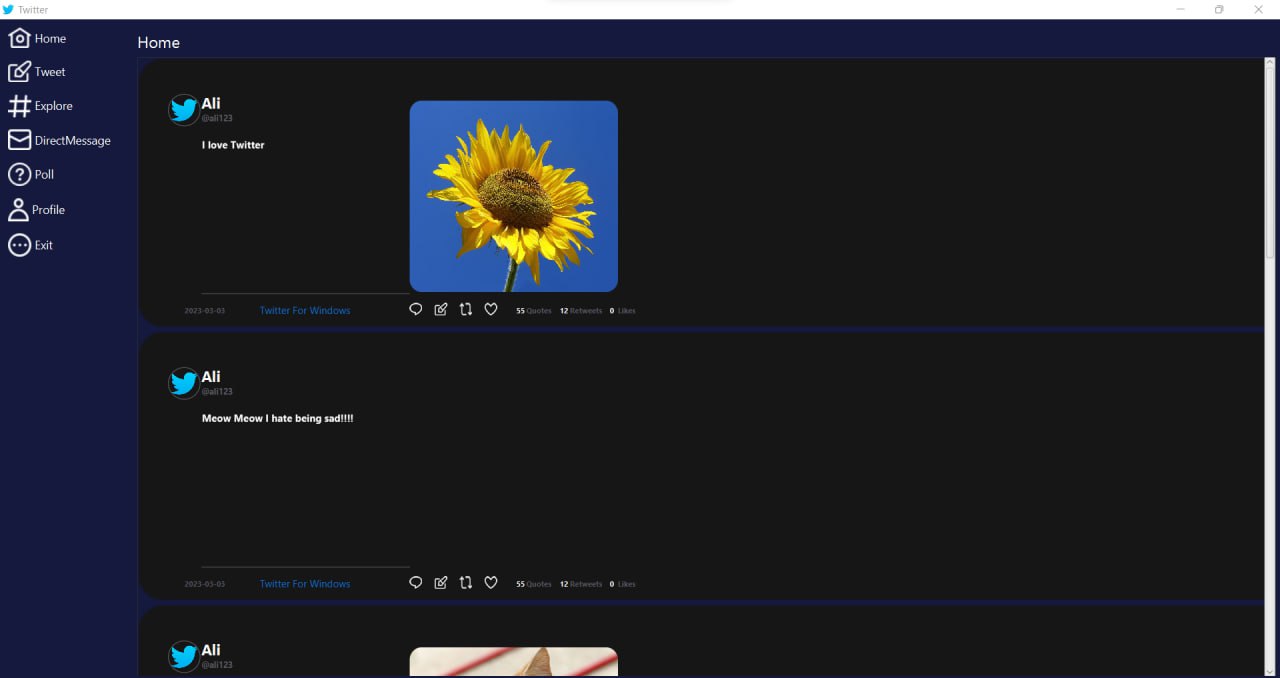 Twitter
Home
Tweet
Explore
DirectMessage
Poll
Profile
Exit
Home
Ali
@ali123
I love Twitter
2023-03-03 Twitter For Windows 55 Quotes 12 Retweets 0 Likes
Ali
@ali123
Meow Meow I hate being sad!!!!
2023-03-03 Twitter For Windows 55 Quotes 12 Retweets 0 Likes
Ali
@ali123